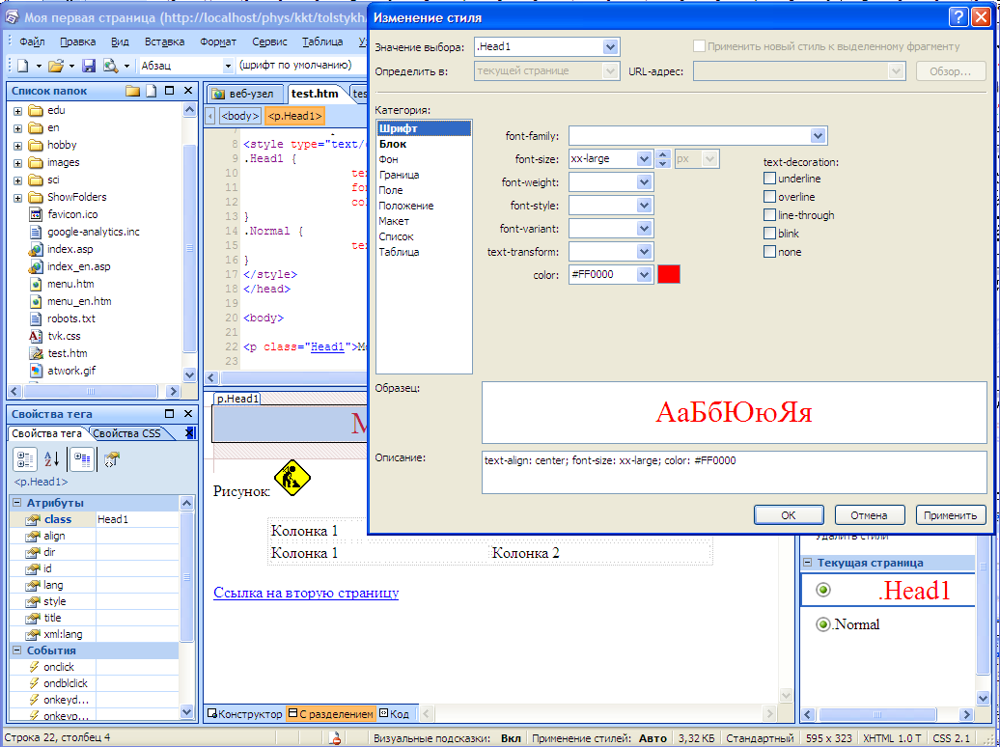 Моя первая страница (http://localhost/phys/kkt/tolstykh
Файл Правка Вид Вставка Формат Сервис Таблица
Абзац (шрифт по умолчанию)
Список папок
edu
en
hobby
images
sci
ShowFolders
favicon.ico
google-analytics.inc
index.asp
index_en.asp
menu.htm
menu_en.htm
robots.txt
tvk.css
test.htm
atwork.gif
Свойства тега
Свойства тега Свойства CSS
<p.Head1>
Атрибуты
class Head1
align
dir
id
lang
style
title
xml:lang
События
onclick
ondblclick
onkeyd...
onkeyp...
веб-узел test.htm tes
<body> <p.Head1>
7
8 <style type="text/
9 .Head1 {
10 tex
11 fo
12 co
13 }
14 .Normal {
15 tex
16 }
17 </style>
18 </head>
19
20 <body>
21
22 <p class="Head1">М
23
p.Head1
М
Рисунок:
Колонка 1
Колонка 1 Колонка 2
Ссылка на вторую страницу
Конструктор С разделением Код
Изменение стиля
Значение выбора: .Head1 Применить новый стиль к выделенному фрагменту
Определить в: текущей странице URL-адрес: Обзор...
Категория:
Шрифт
Блок
Фон
Граница
Поле
Положение
Макет
Список
Таблица
font-family:
font-size: xx-large px
font-weight:
font-style:
font-variant:
text-transform:
color: #FF0000
text-decoration:
underline
overline
line-through
blink
none
Образец:
АаБбЮюЯя
Описание:
text-align: center; font-size: xx-large; color: #FF0000
OK Отмена Применить
Удалить стили
Текущая страница
.Head1
.Normal
Строка 22, столбец 4 Визуальные подсказки: Вкл Применение стилей: Авто 3,32 КБ Стандартный 595 x 323 XHTML 1.0 T CSS 2.1